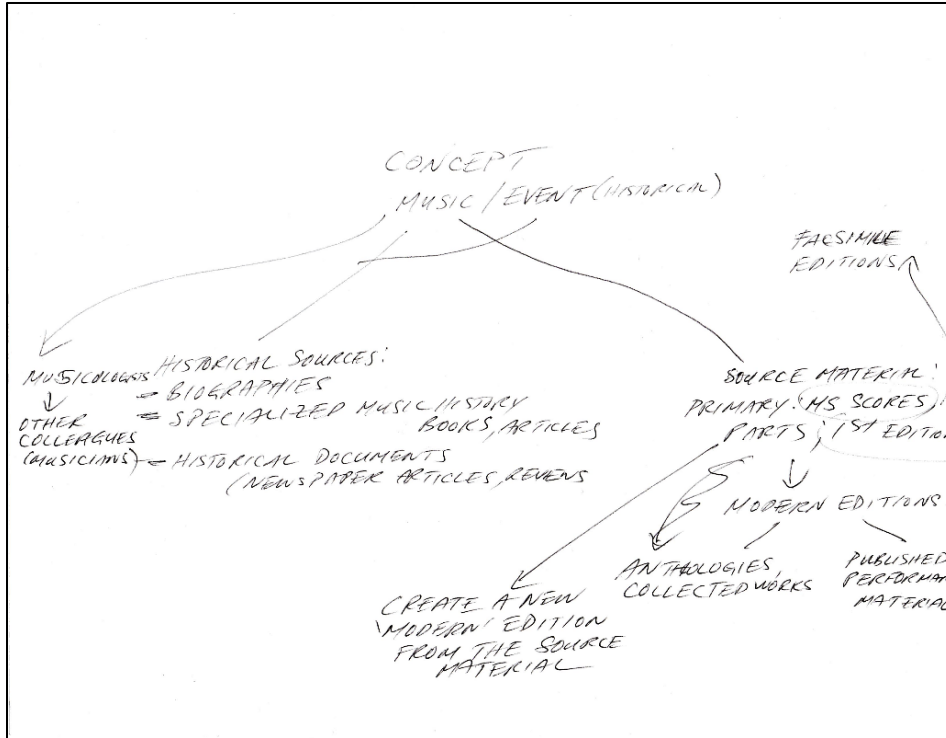 CONCEPT
MUSIC / EVENT (HISTORICAL)
FACSIMILE
EDITIONS
MUSICOLOGISTS
OTHER
COLLEAGUES
(MUSICIANS)
HISTORICAL SOURCES:
- BIOGRAPHIES
- SPECIALIZED MUSIC HISTORY
BOOKS, ARTICLES
- HISTORICAL DOCUMENTS
(NEWSPAPER ARTICLES, REVIEWS
SOURCE MATERIAL:
PRIMARY: MS SCORES,
PARTS; 1ST EDITION
MODERN EDITIONS
ANTHOLOGIES,
COLLECTED WORKS
PUBLISHED
PERFORMAN
MATERIAL
CREATE A NEW
'MODERN' EDITION
FROM THE SOURCE
MATERIAL